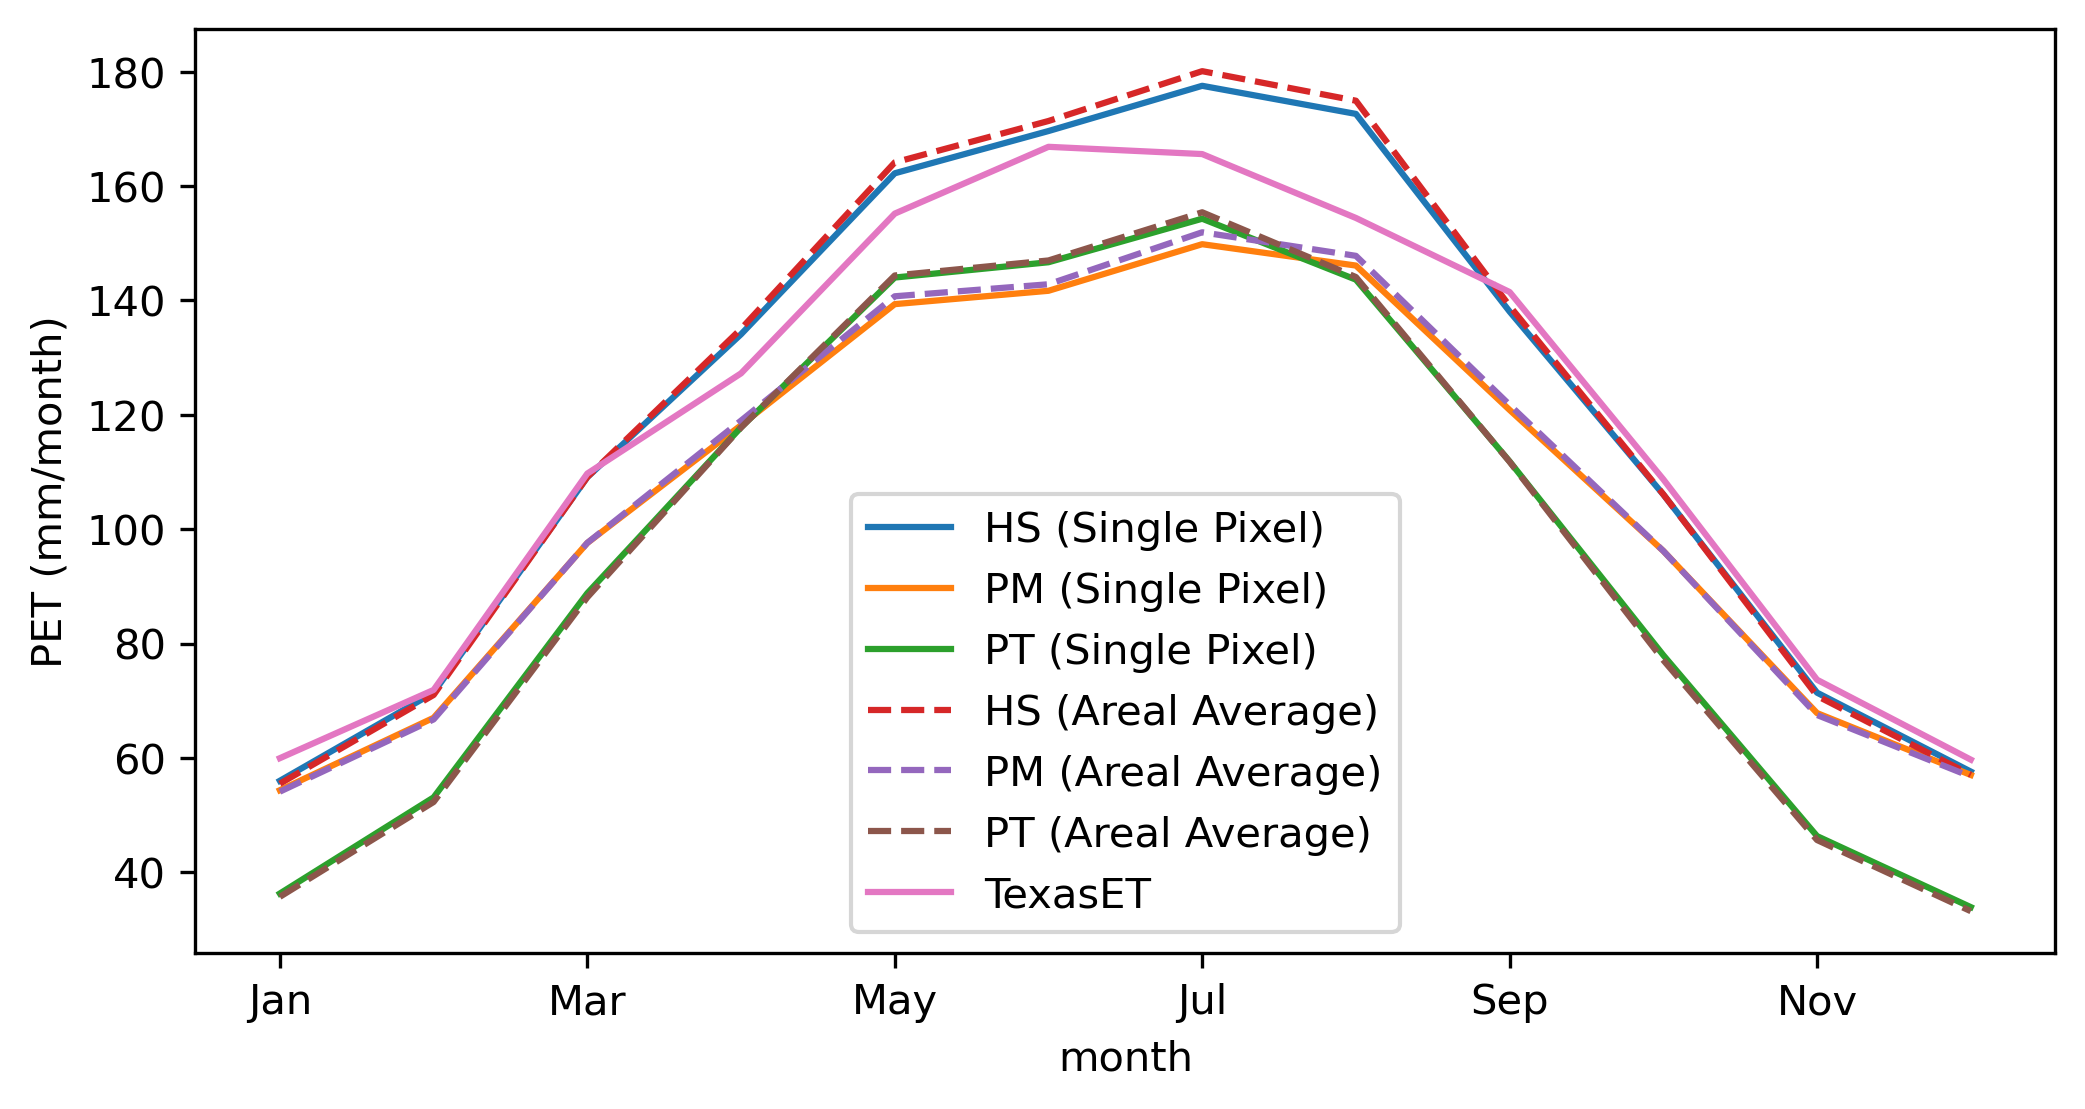 180
160
140
120
100
80
60
40
PET (mm/month)
HS (Single Pixel)
PM (Single Pixel)
PT (Single Pixel)
HS (Areal Average)
PM (Areal Average)
PT (Areal Average)
TexasET
Jan Mar May Jul Sep Nov
month